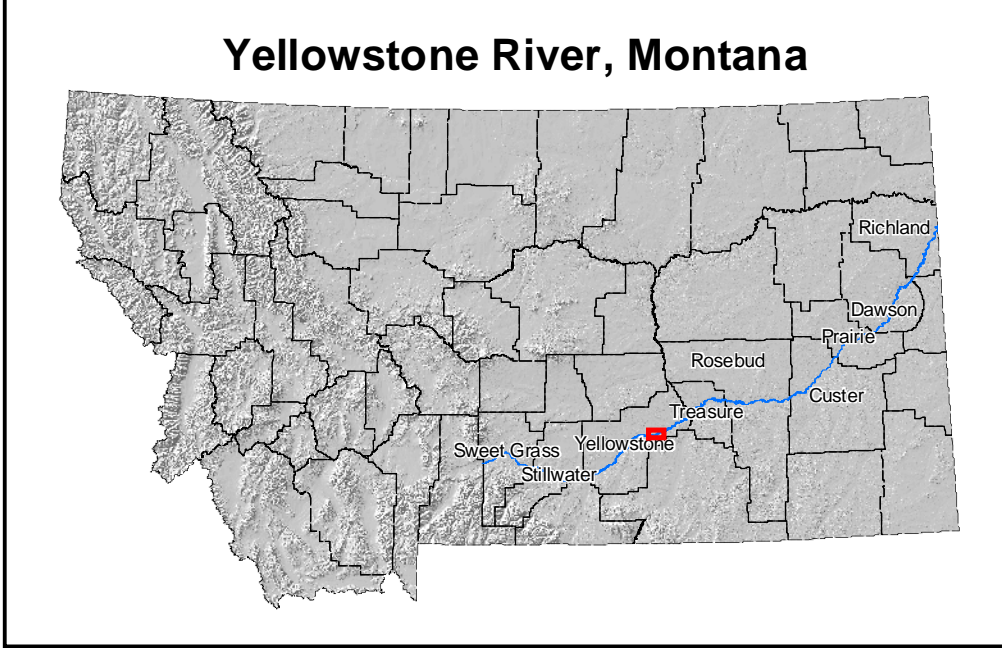 Yellowstone River, Montana
Richland
Dawson
Prairie
Rosebud
Custer
Treasure
Yellowstone
Sweet Grass
Stillwater